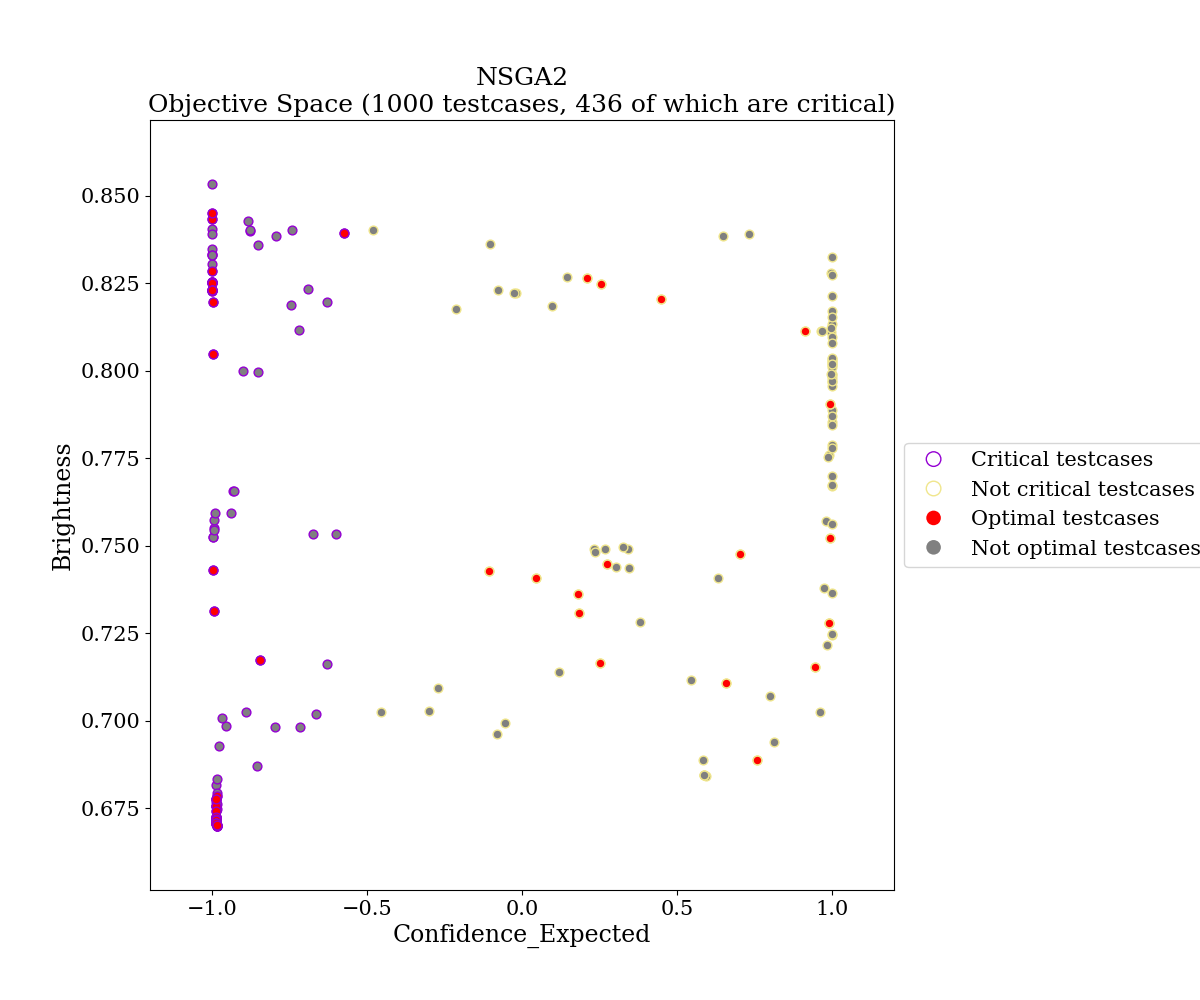 NSGA2
Objective Space (1000 testcases, 436 of which are critical)
0.850
0.825
0.800
0.775
0.750
0.725
0.700
0.675
Brightness
−1.0
−0.5
0.0
0.5
1.0
Confidence_Expected
Critical testcases
Not critical testcases
Optimal testcases
Not optimal testcases